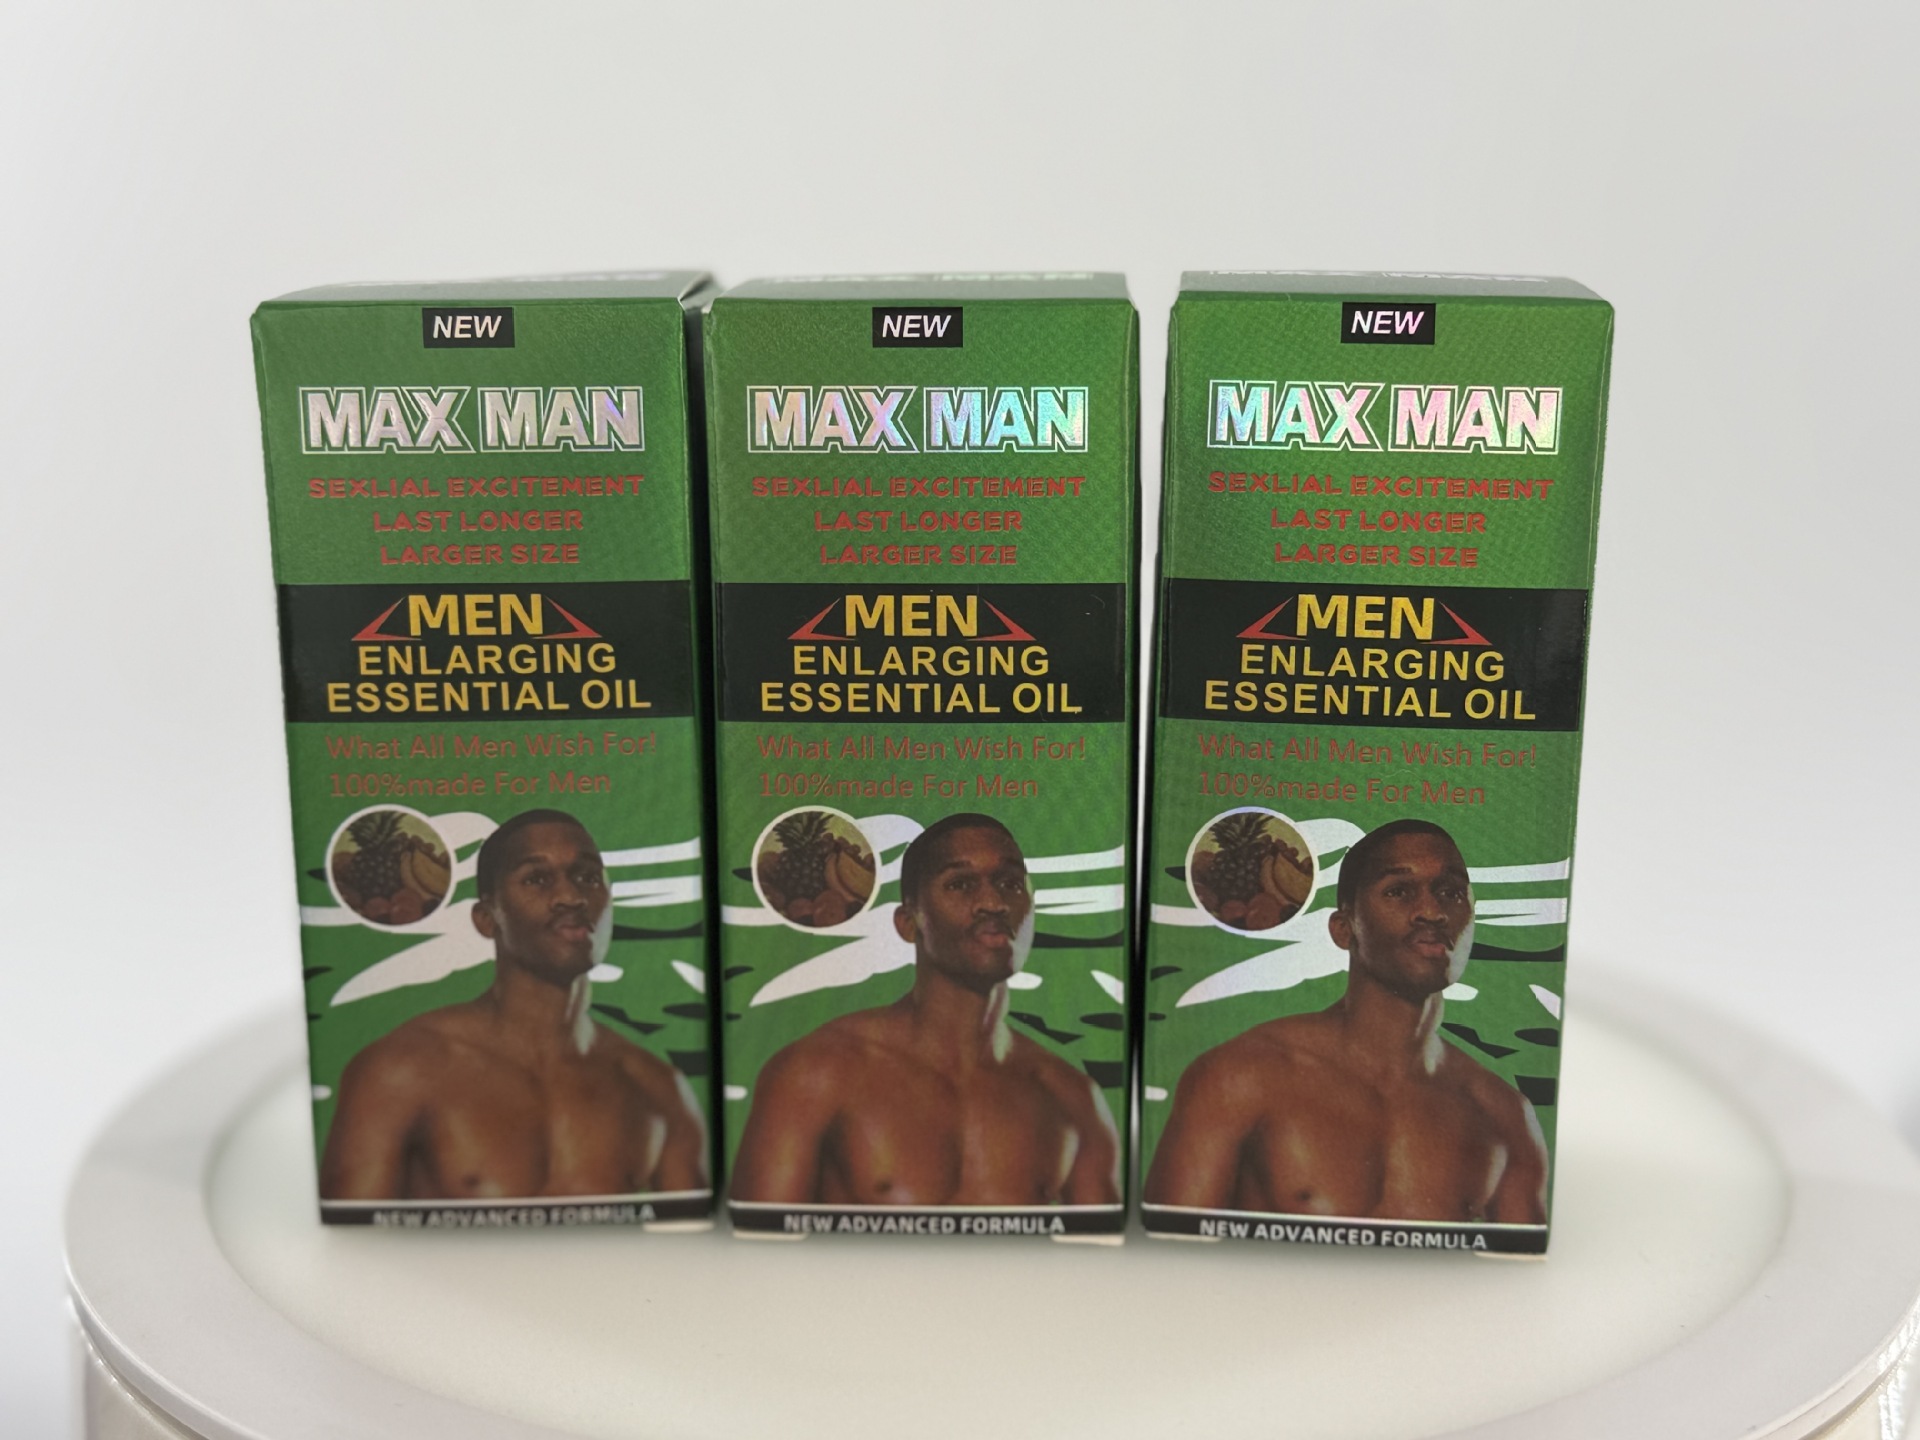 NEW
MAX MAN
SEXLIAL EXCITEMENT
LAST LONGER
LARGER SIZE
MEN
ENLARGING
ESSENTIAL OIL
What All Men Wish For!
100%made For Men
NEW ADVANCED FORMULA
MAX MAN
NEW
MAX MAN
SEXLIAL EXCITEMENT
LAST LONGER
LARGER SIZE
MEN
ENLARGING
ESSENTIAL OIL
What All Men Wish For!
100%made For Men
NEW ADVANCED FORMULA
NEW
MAX MAN
SEXLIAL EXCITEMENT
LAST LONGER
LARGER SIZE
MEN
ENLARGING
ESSENTIAL OIL
What All Men Wish For!
100%made For Men
NEW ADVANCED FORMULA